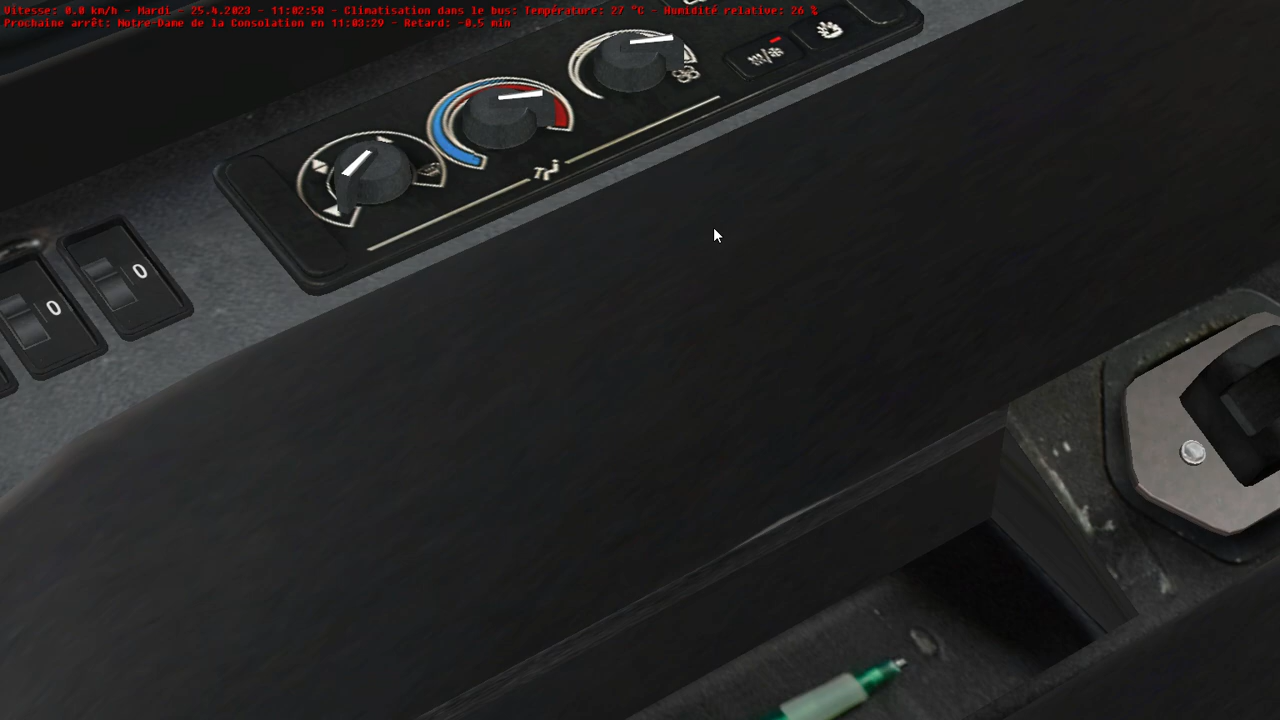 Vitesse: 0.0 km/h - Mardi - 25.4.2023 - 11:02:58 - Climatisation dans le bus: Température: 27 °C - Humidité relative: 26 %
Prochaine arrêt: Notre-Dame de la Consolation en 11:03:29 - Retard: -0.5 min
0
0